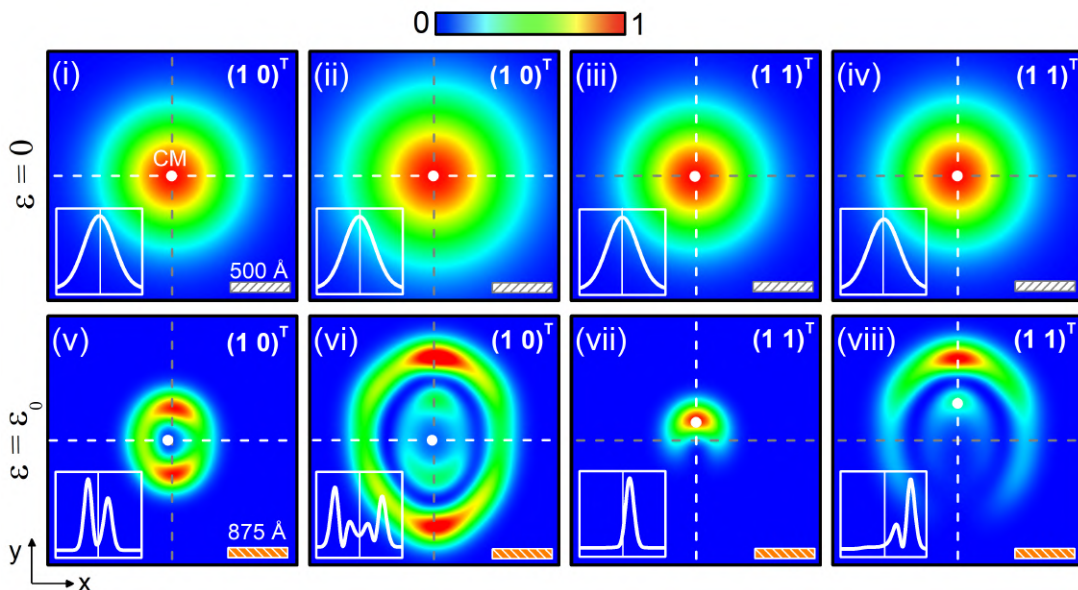 0 1
(i) (1 0)ᵀ (ii) (1 0)ᵀ (iii) (1 1)ᵀ (iv) (1 1)ᵀ
ε = 0
CM
500 Å
(v) (1 0)ᵀ (vi) (1 0)ᵀ (vii) (1 1)ᵀ (viii) (1 1)ᵀ
ε = ε₀
875 Å
y
x